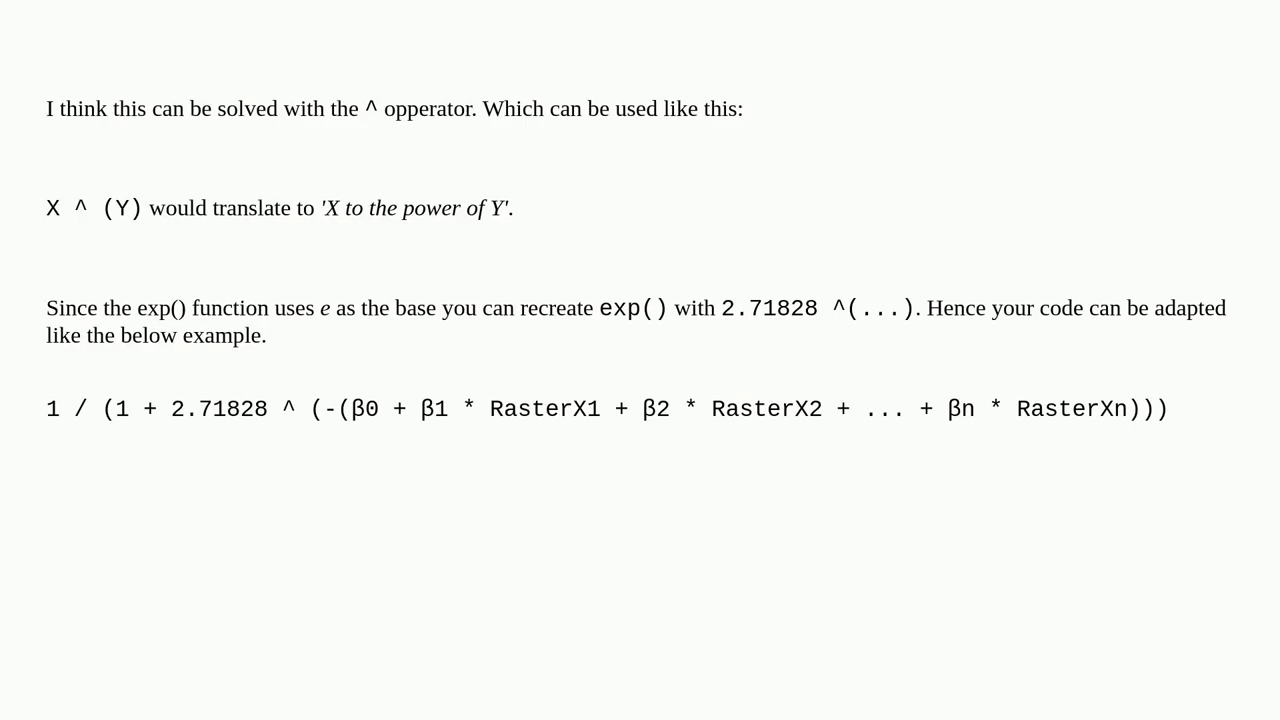 I think this can be solved with the ^ opperator. Which can be used like this:
X ^ (Y) would translate to 'X to the power of Y'.
Since the exp() function uses e as the base you can recreate exp() with 2.71828 ^(...). Hence your code can be adapted
like the below example.
1 / (1 + 2.71828 ^ (-(β0 + β1 * RasterX1 + β2 * RasterX2 + ... + βn * RasterXn)))